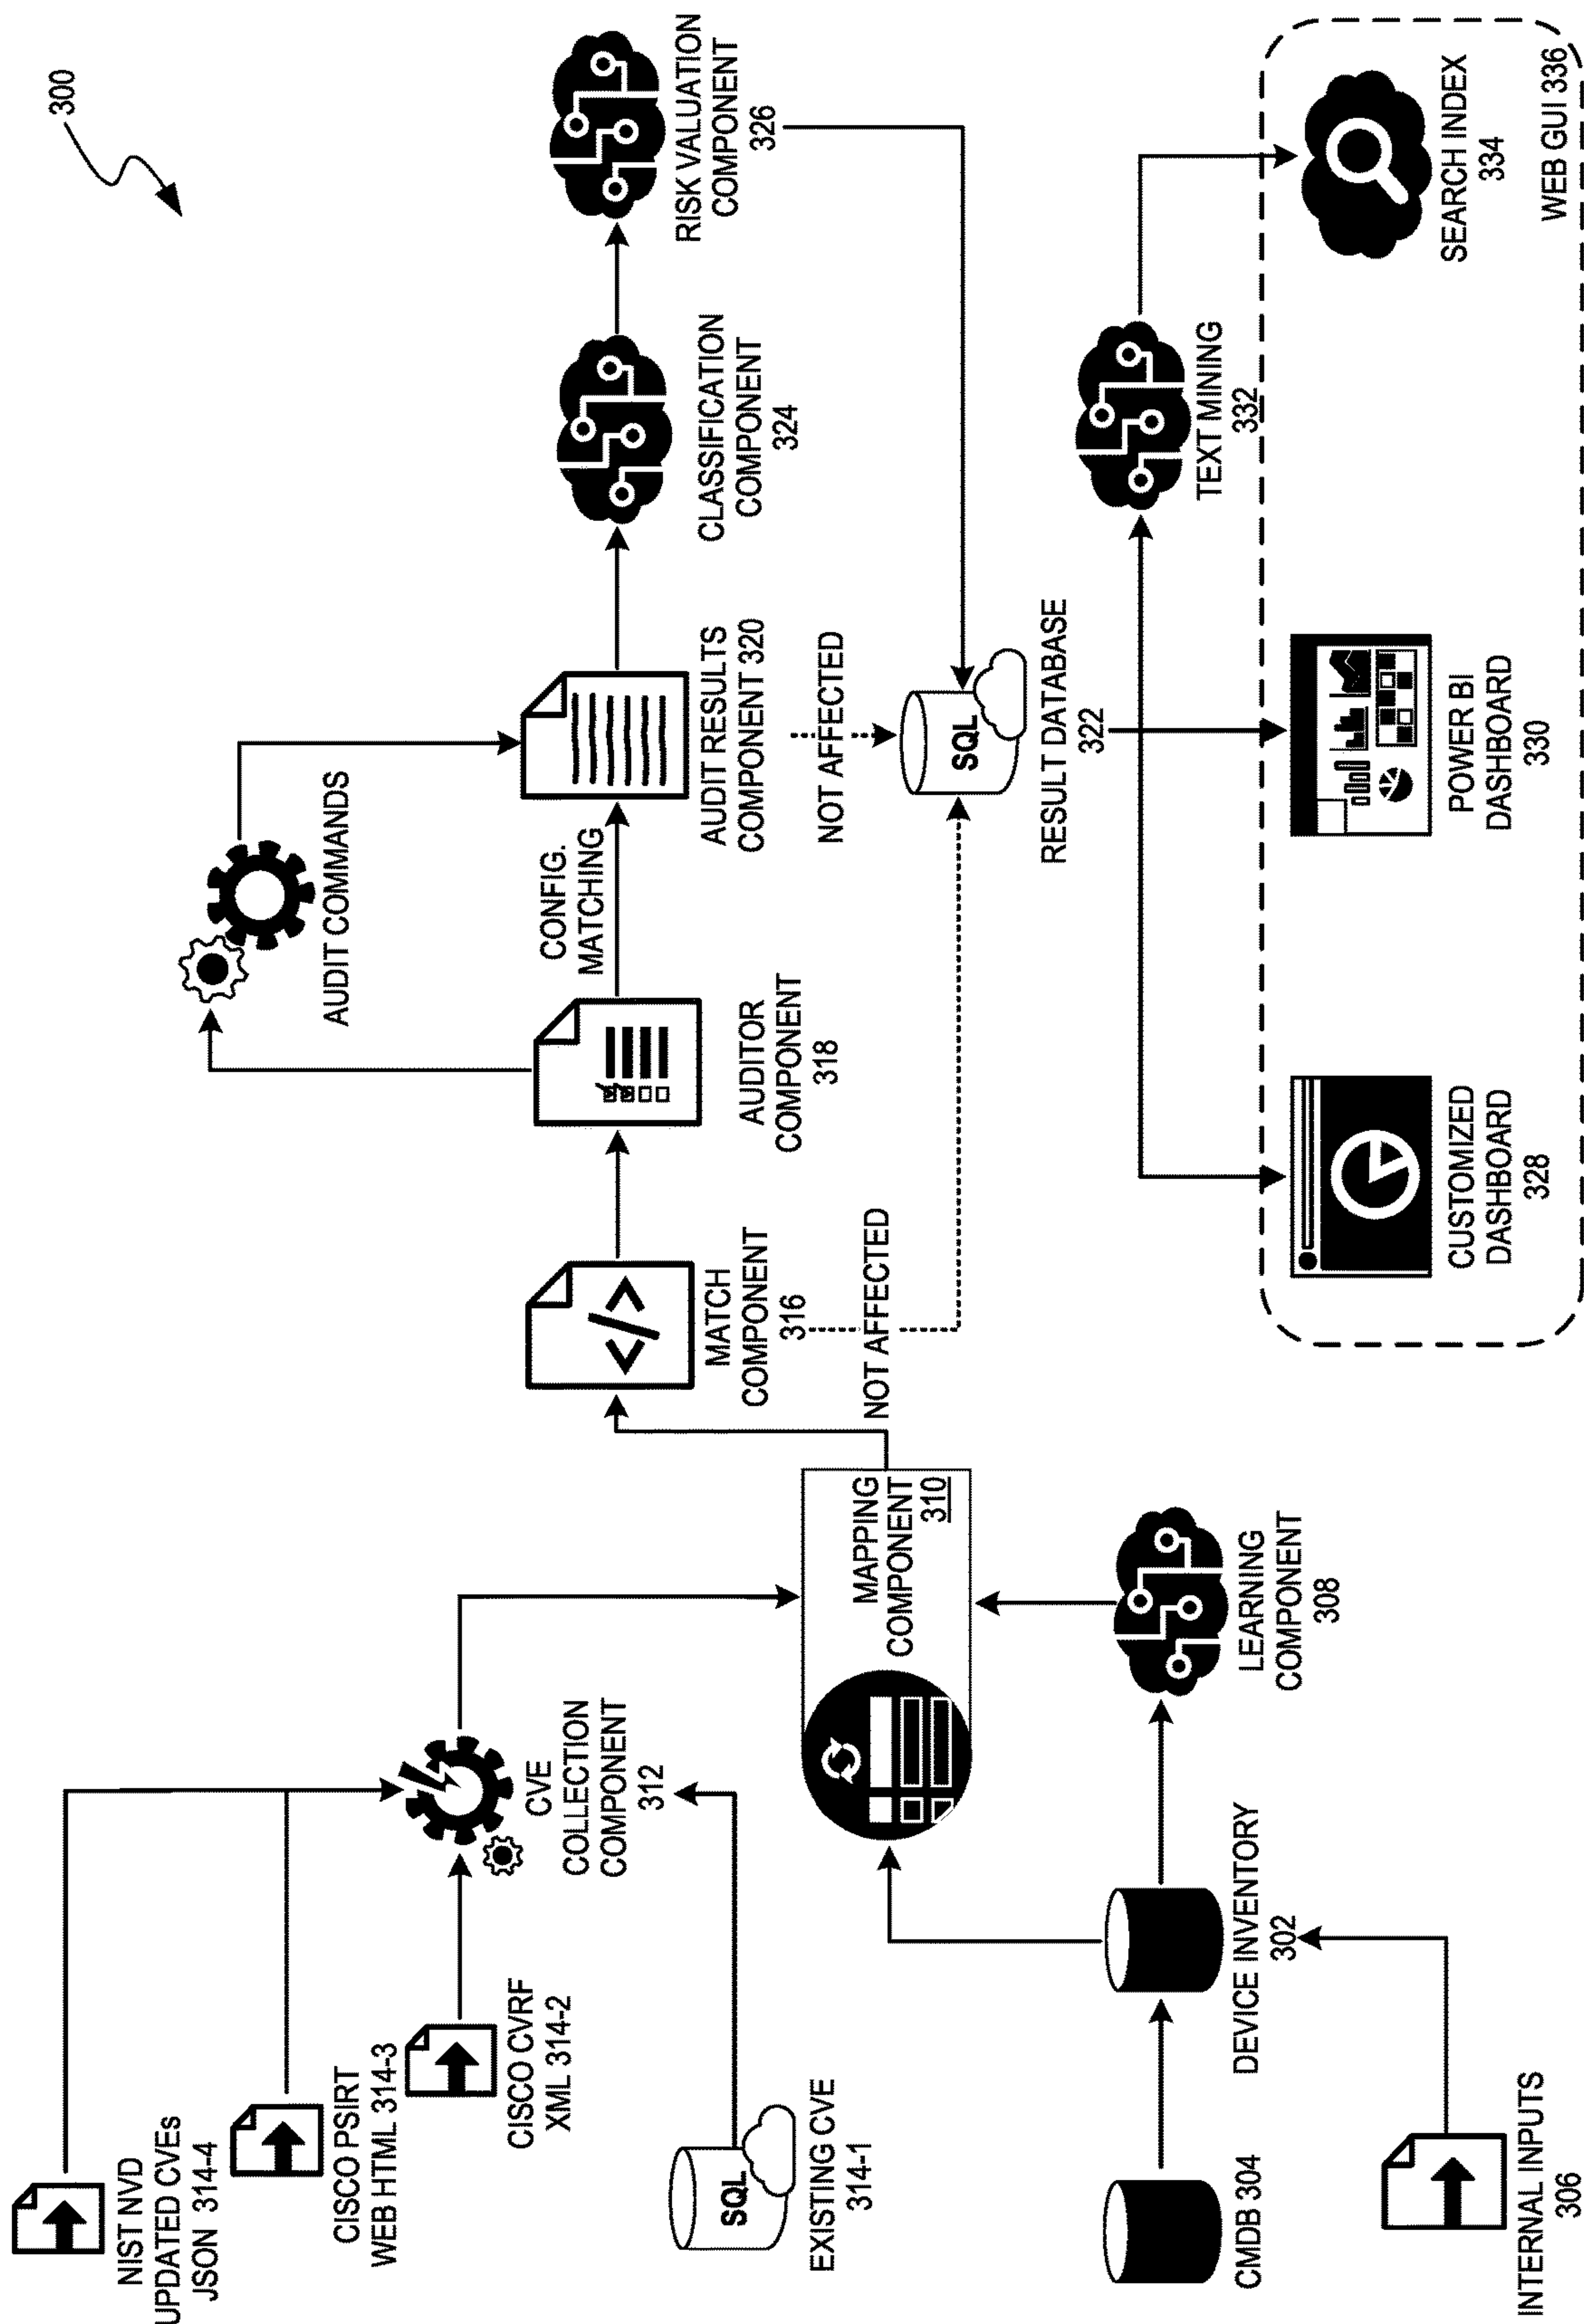 300
NIST NVD
UPDATED CVEs
JSON 314-4
CISCO PSIRT
WEB HTML 314-3
CISCO CVRF
XML 314-2
SQL
EXISTING CVE
314-1
CVE
COLLECTION
COMPONENT
312
CMDB 304
INTERNAL INPUTS
306
DEVICE INVENTORY
302
LEARNING
COMPONENT
308
MAPPING
COMPONENT
310
MATCH
COMPONENT
316
</>
NOT AFFECTED
AUDITOR
COMPONENT
318
AUDIT COMMANDS
CONFIG.
MATCHING
AUDIT RESULTS
COMPONENT 320
NOT AFFECTED
CLASSIFICATION
COMPONENT
324
RISK VALUATION
COMPONENT
326
SQL
RESULT DATABASE
322
TEXT MINING
332
CUSTOMIZED
DASHBOARD
328
POWER BI
DASHBOARD
330
SEARCH INDEX
334
WEB GUI 336